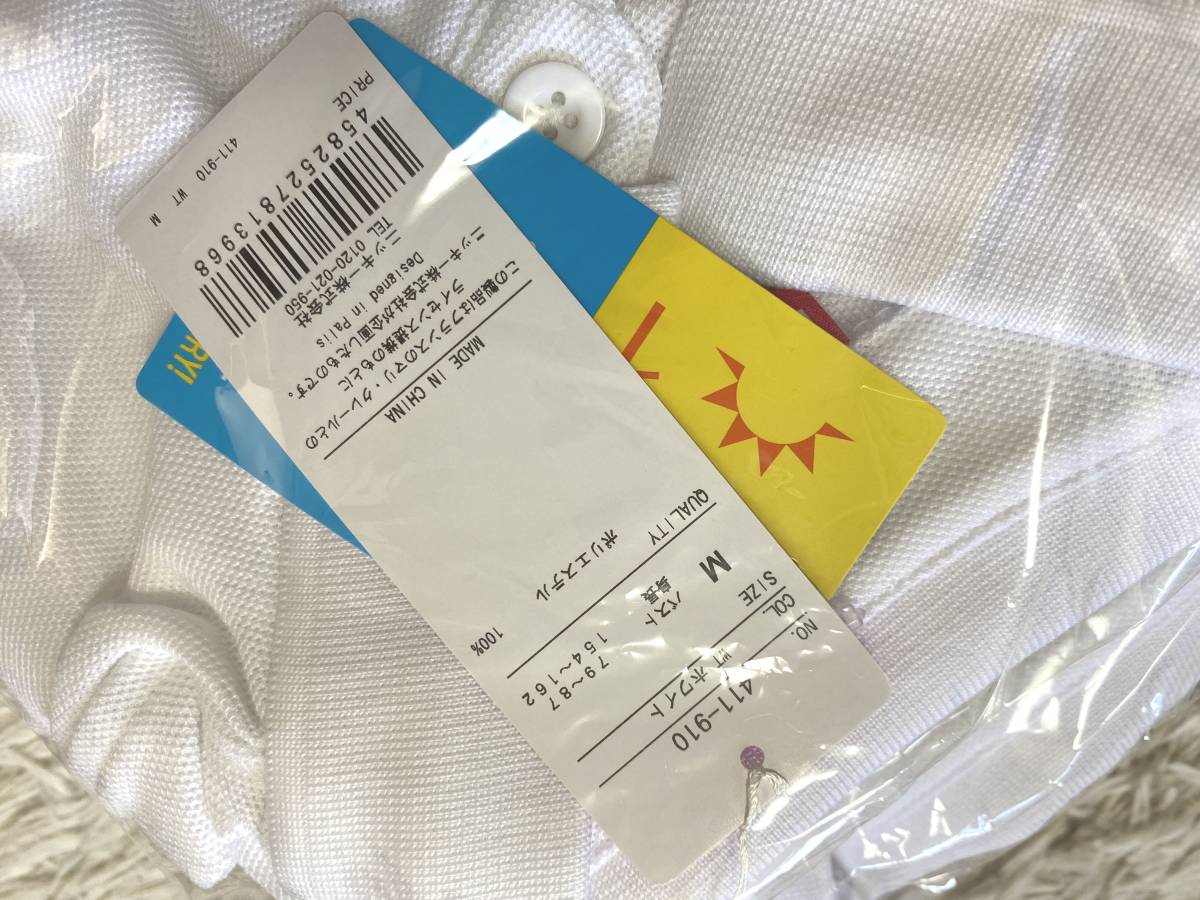 NO. 411-910
COL. WT ホワイト
SIZE
M
身長 154〜162
バスト 79〜87
QUALITY
ポリエステル 100%
MADE IN CHINA
この製品はフランスのマリ・クレールとの
ライセンス提携のもとに
ニッキー株式会社が企画したものです。
Designed in Palis
ニッキー株式会社
TEL 0120-021-950
4582527813968
PRICE
411-910 WT M
RY!